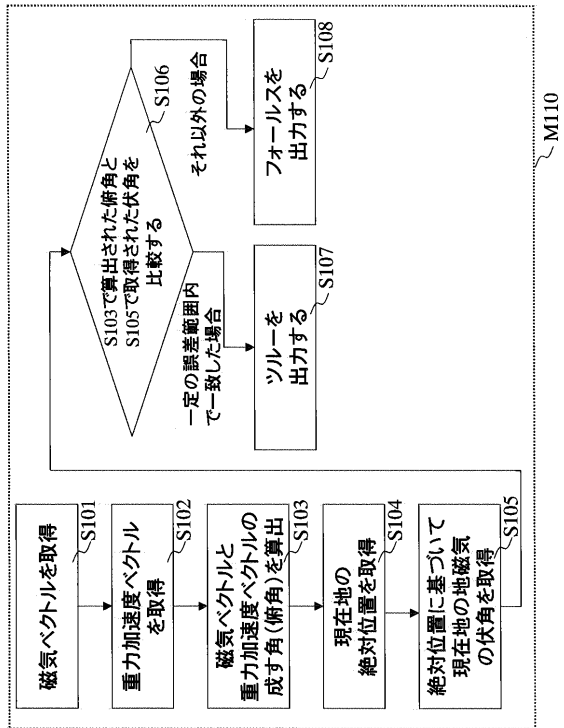 磁気ベクトルを取得
S101
重力加速度ベクトル
を取得
S102
磁気ベクトルと
重力加速度ベクトルの
成す角(俯角)を算出
S103
現在地の
絶対位置を取得
S104
絶対位置に基づいて
現在地の地磁気
の伏角を取得
S105
S103で算出された俯角と
S105で取得された伏角を
比較する
S106
一定の誤差範囲内
で一致した場合
それ以外の場合
ツルーを
出力する
S107
フォールスを
出力する
S108
M110